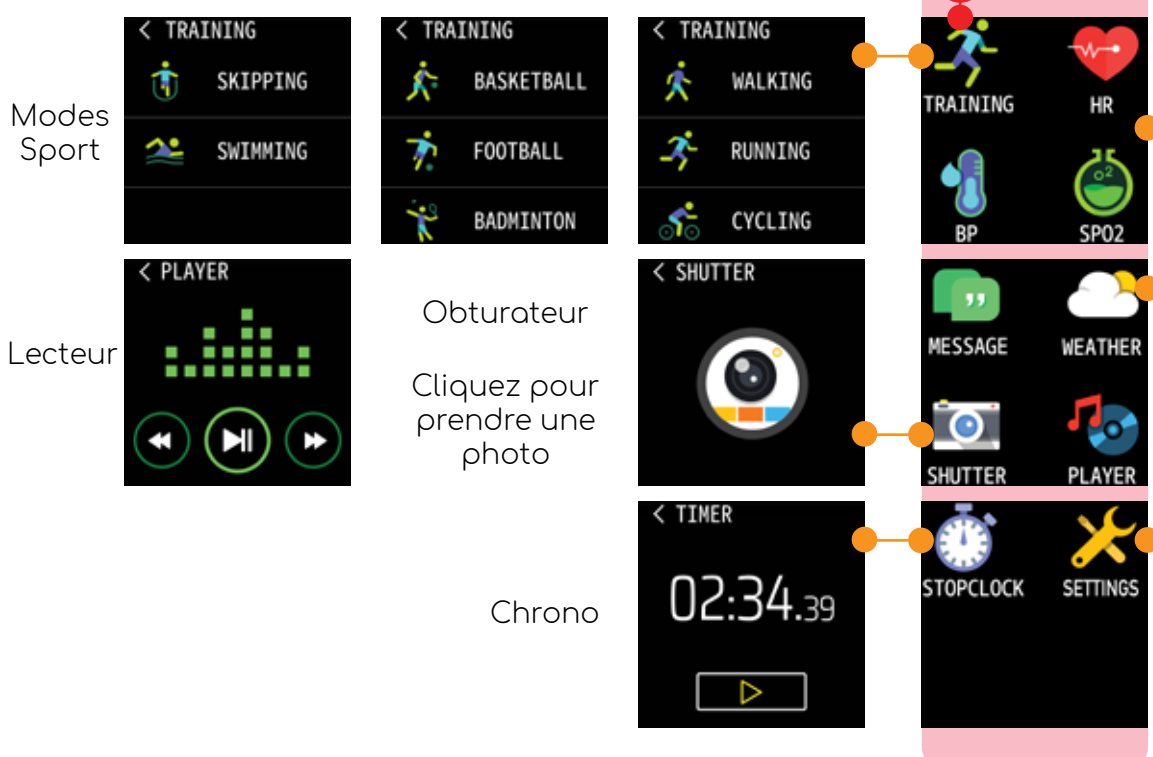 Modes
Sport
< TRAINING
SKIPPING
SWIMMING
< TRAINING
BASKETBALL
FOOTBALL
BADMINTON
< TRAINING
WALKING
RUNNING
CYCLING
TRAINING
HR
BP
O2
SPO2
Lecteur
< PLAYER
Obturateur
Cliquez pour
prendre une
photo
< SHUTTER
MESSAGE
WEATHER
SHUTTER
PLAYER
Chrono
< TIMER
02:34.39
STOPCLOCK
SETTINGS